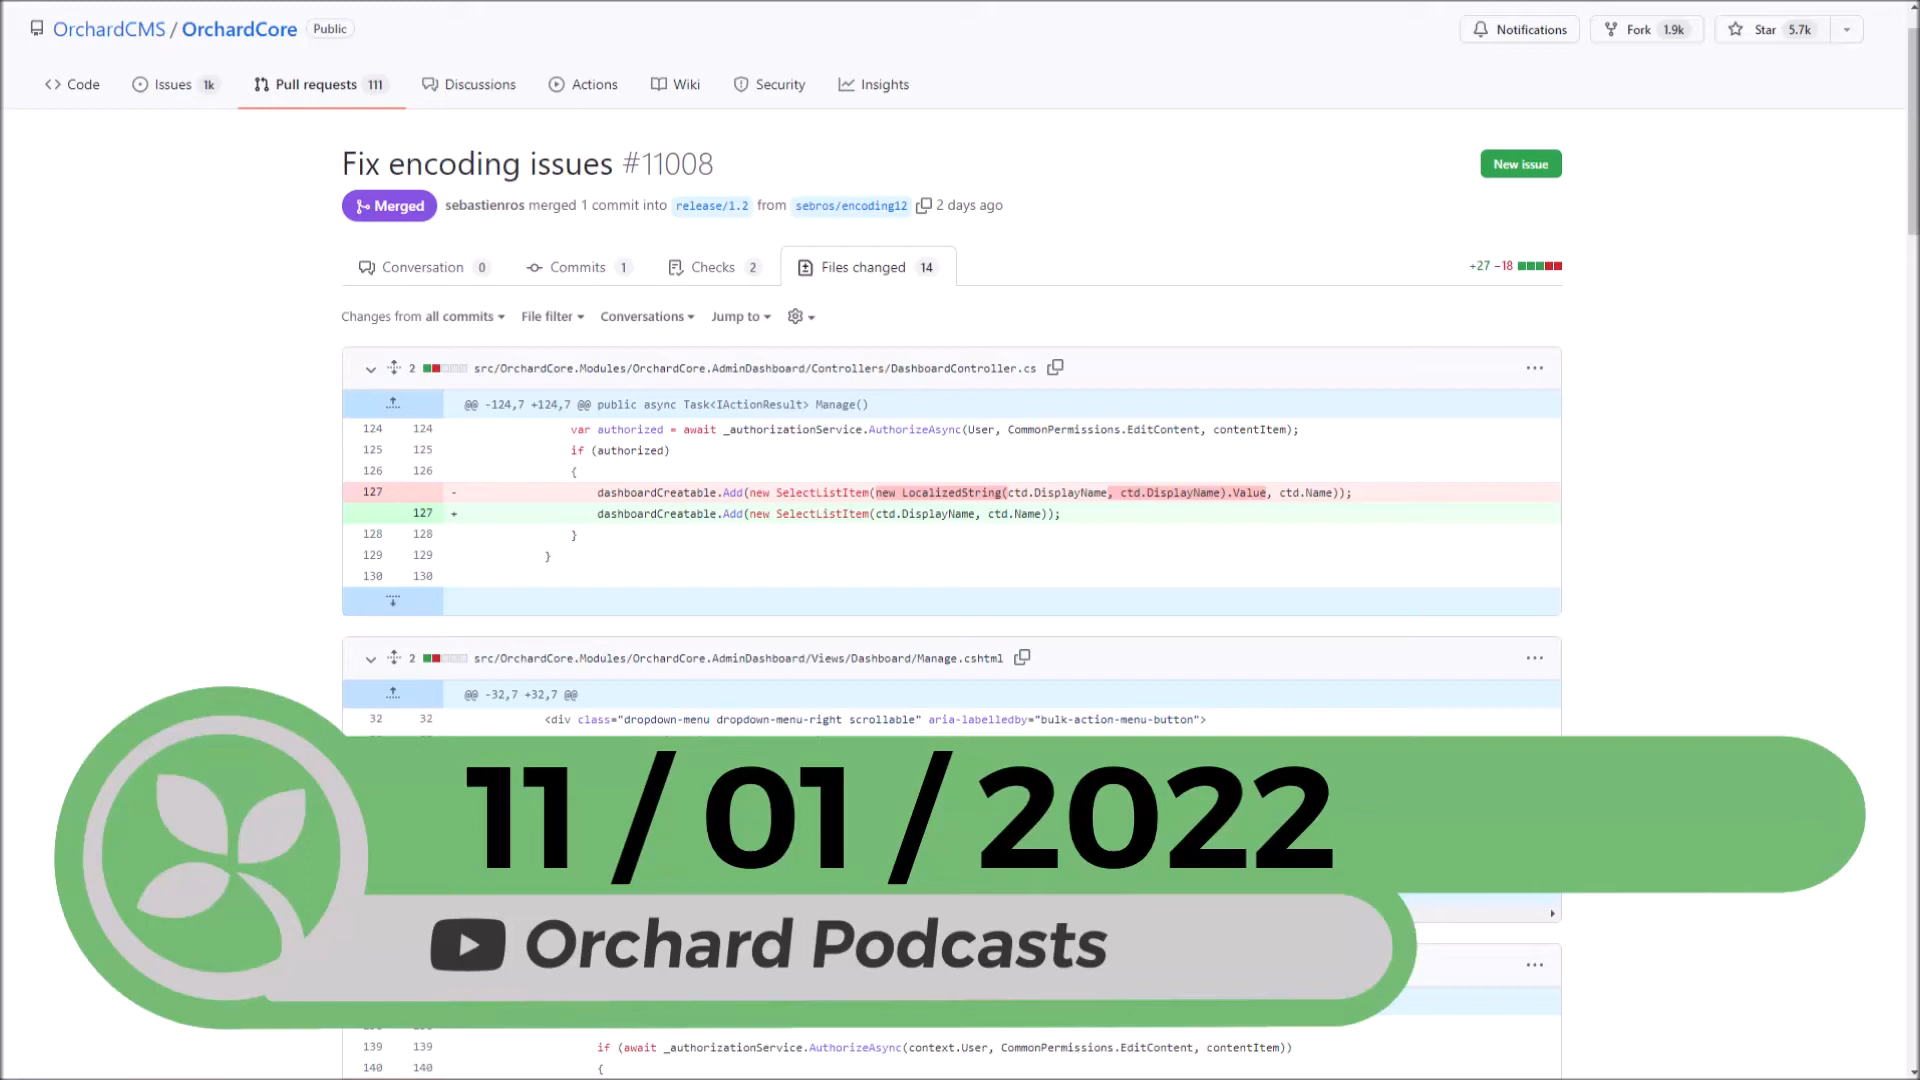 OrchardCMS / OrchardCore Public
Notifications Fork 1.9k Star 5.7k
Code Issues 1k Pull requests 111 Discussions Actions Wiki Security Insights
Fix encoding issues #11008
New issue
Merged sebastienros merged 1 commit into release/1.2 from sebros/encoding12 2 days ago
Conversation 0 Commits 1 Checks 2 Files changed 14
+27 −18
Changes from all commits File filter Conversations Jump to
2 src/OrchardCore.Modules/OrchardCore.AdminDashboard/Controllers/DashboardController.cs
@@ -124,7 +124,7 @@ public async Task<IActionResult> Manage()
124 124 var authorized = await _authorizationService.AuthorizeAsync(User, CommonPermissions.EditContent, contentItem);
125 125 if (authorized)
126 126 {
127 - dashboardCreatable.Add(new SelectListItem(new LocalizedString(ctd.DisplayName, ctd.DisplayName).Value, ctd.Name));
127 + dashboardCreatable.Add(new SelectListItem(ctd.DisplayName, ctd.Name));
128 128 }
129 129 }
130 130
2 src/OrchardCore.Modules/OrchardCore.AdminDashboard/Views/Dashboard/Manage.cshtml
@@ -32,7 +32,7 @@
32 32 <div class="dropdown-menu dropdown-menu-right scrollable" aria-labelledby="bulk-action-menu-button">
11 / 01 / 2022
Orchard Podcasts
139 139 if (await _authorizationService.AuthorizeAsync(context.User, CommonPermissions.EditContent, contentItem))
140 140 {